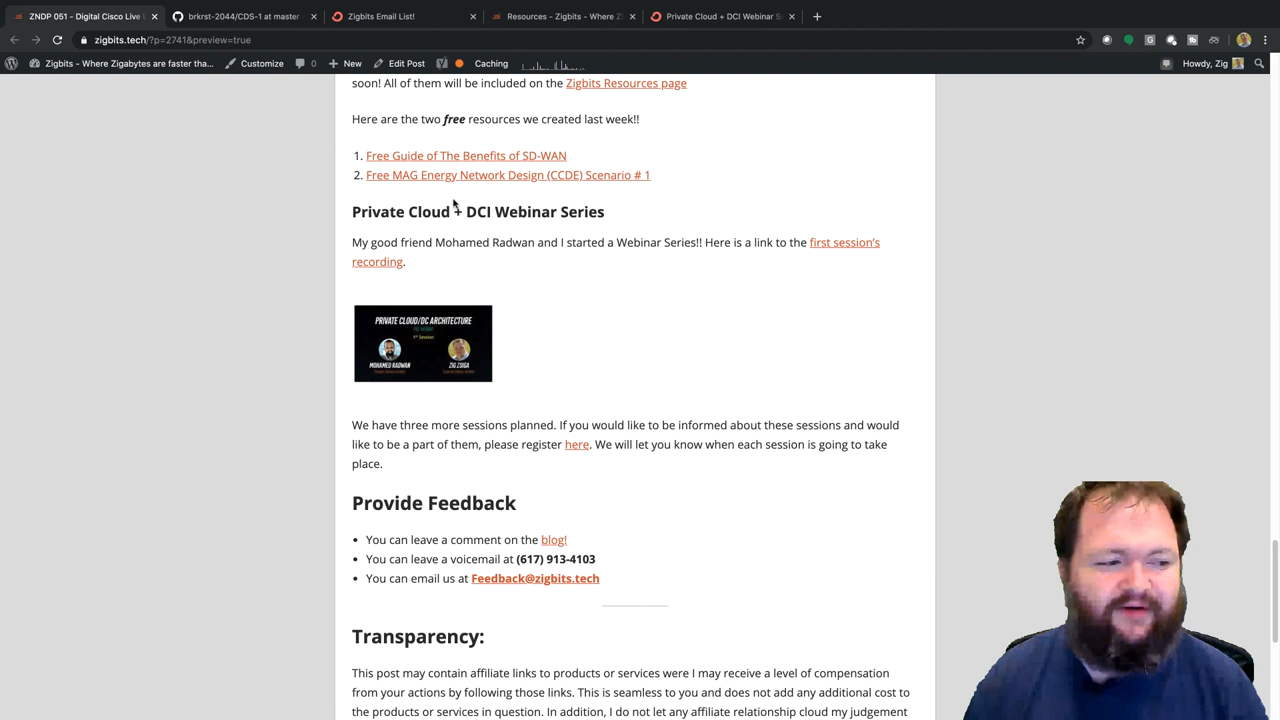 ZNDP 051 - Digital Cisco Live
brkrst-2044/CDS-1 at master
Zigbits Email List!
Resources - Zigbits - Where Z
Private Cloud + DCI Webinar S
zigbits.tech/?p=2741&preview=true
Zigbits - Where Zigabytes are faster tha…
Customize
0
New
Edit Post
Caching
Howdy, Zig
soon! All of them will be included on the Zigbits Resources page
Here are the two free resources we created last week!!
1. Free Guide of The Benefits of SD-WAN
2. Free MAG Energy Network Design (CCDE) Scenario # 1
Private Cloud + DCI Webinar Series
My good friend Mohamed Radwan and I started a Webinar Series!! Here is a link to the first session's
recording.
PRIVATE CLOUD/DC ARCHITECTURE
1st Session
MOHAMED RADWAN
ZIG ZSIGA
We have three more sessions planned. If you would like to be informed about these sessions and would
like to be a part of them, please register here. We will let you know when each session is going to take
place.
Provide Feedback
• You can leave a comment on the blog!
• You can leave a voicemail at (617) 913-4103
• You can email us at Feedback@zigbits.tech
Transparency:
This post may contain affiliate links to products or services were I may receive a level of compensation
from your actions by following those links. This is seamless to you and does not add any additional cost to
the products or services in question. In addition, I do not let any affiliate relationship cloud my judgement